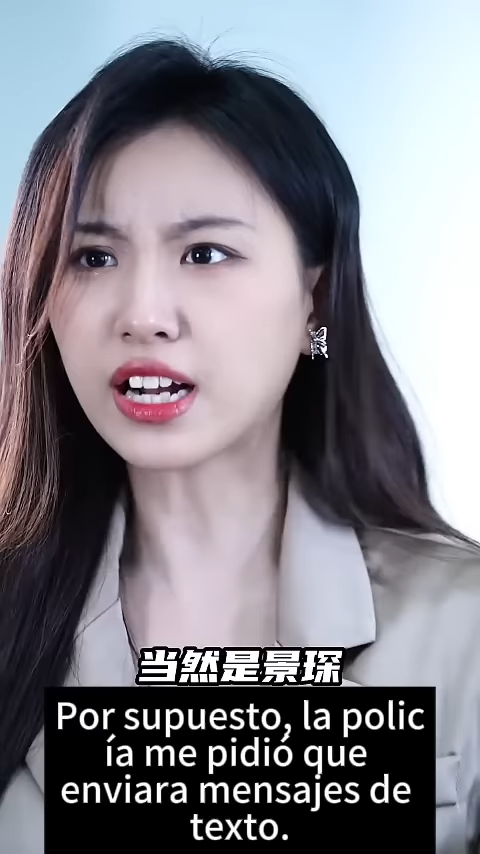 当然是景琛
Por supuesto, la polic
ía me pidió que
enviara mensajes de
texto.